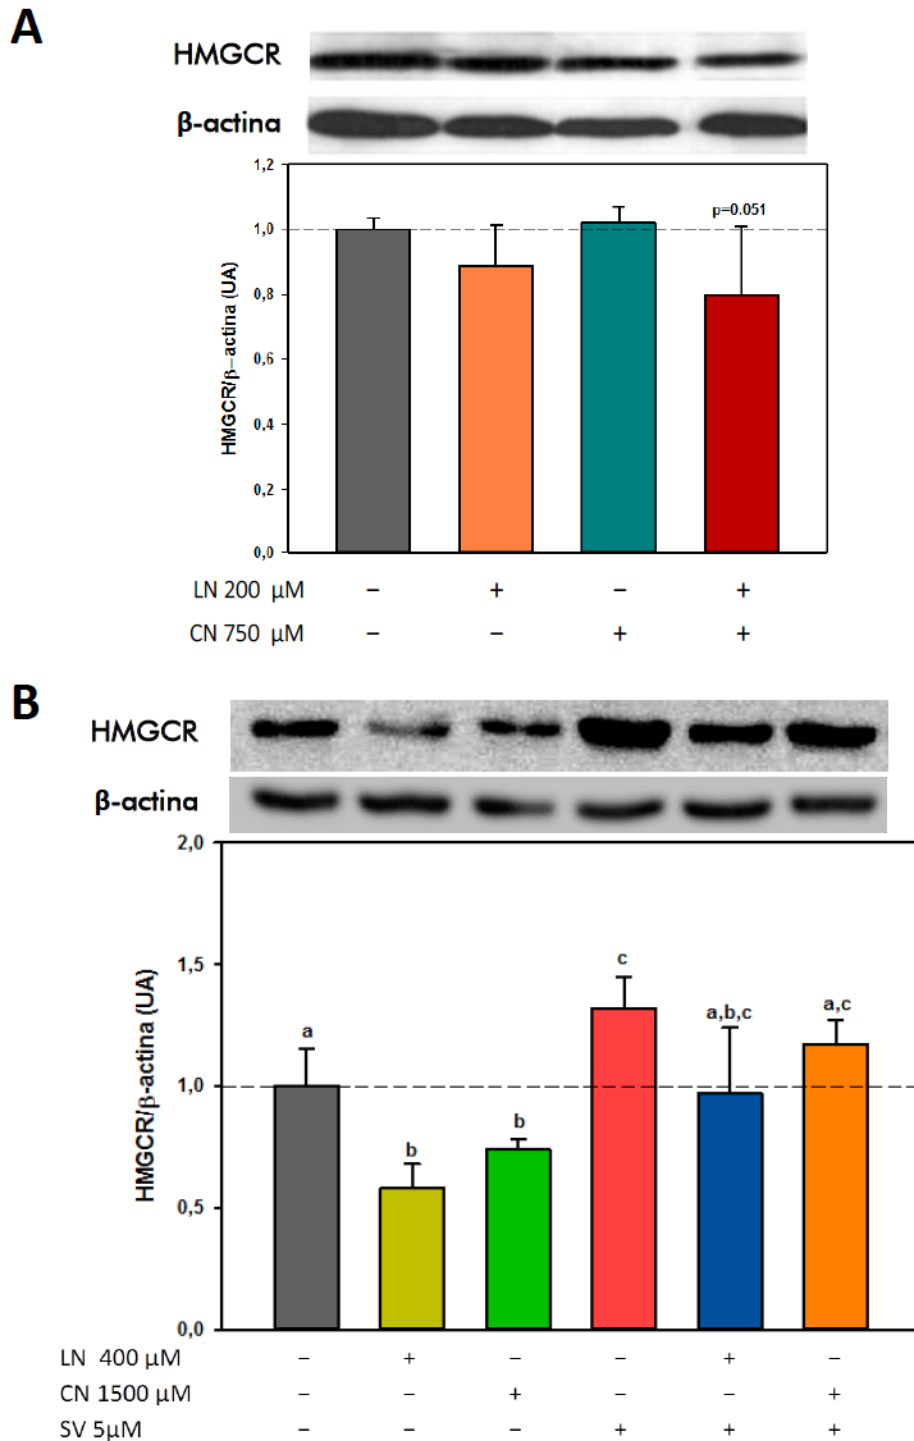 A
HMGCR
β-actina
1,2
1,0
0,8
0,6
0,4
0,2
0,0
HMGCR/β-actina (UA)
p=0.051
LN 200 μM – + – +
CN 750 μM – – + +
B
HMGCR
β-actina
2,0
1,5
1,0
0,5
0,0
HMGCR/β-actina (UA)
a
b
b
c
a,b,c
a,c
LN 400 μM – + – – + –
CN 1500 μM – – + – – +
SV 5μM – – – + + +